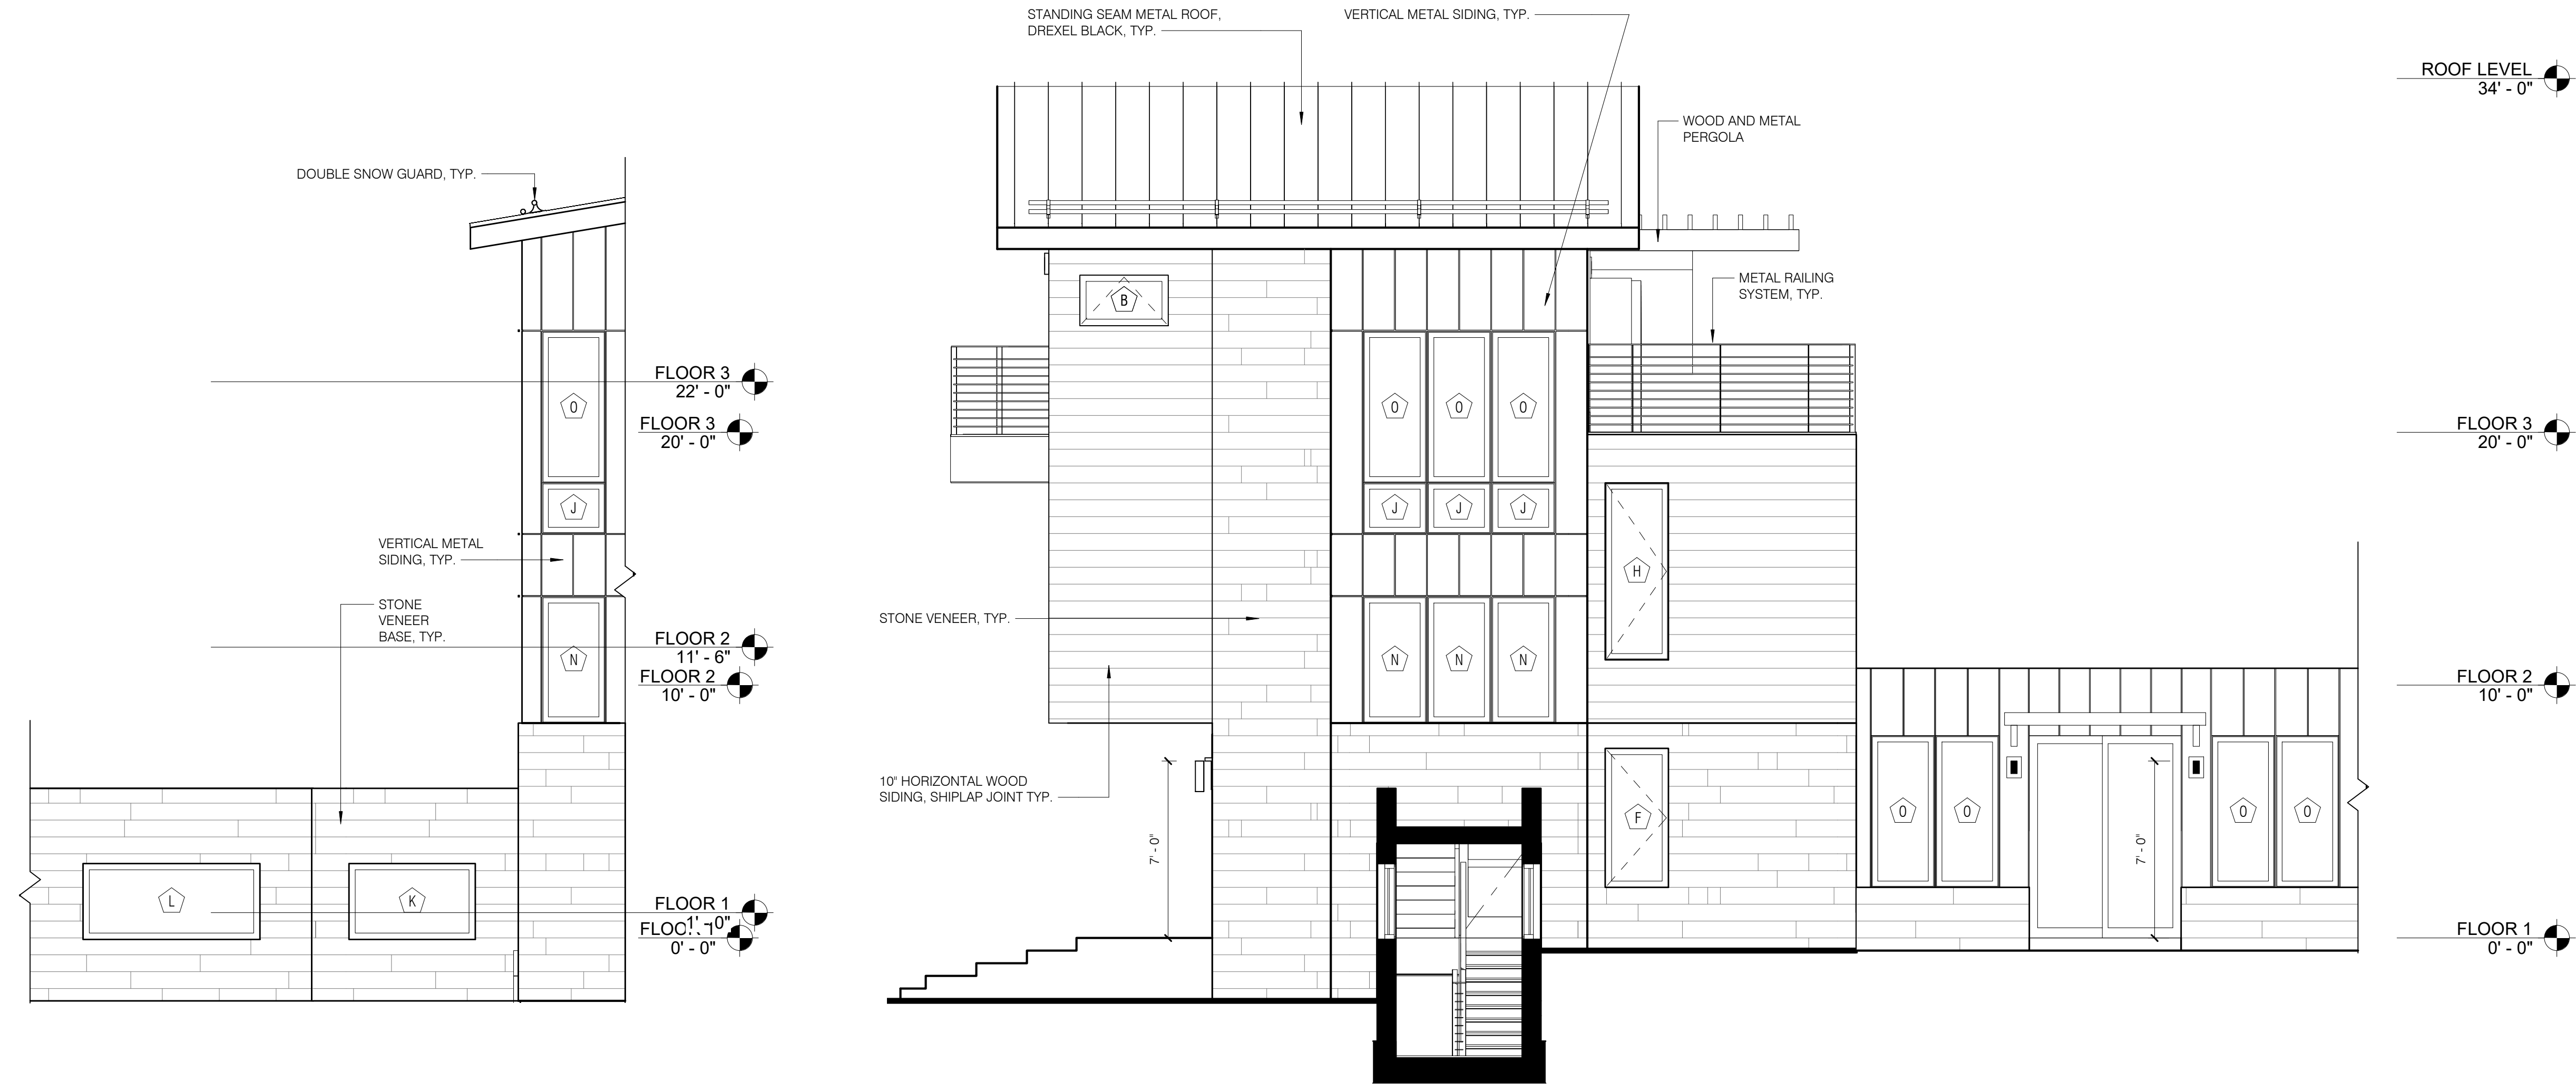 STANDING SEAM METAL ROOF,
DREXEL BLACK, TYP.
VERTICAL METAL SIDING, TYP.
ROOF LEVEL
34' - 0"
WOOD AND METAL
PERGOLA
DOUBLE SNOW GUARD, TYP.
METAL RAILING
SYSTEM, TYP.
B
FLOOR 3
22' - 0"
O
O
O
O
FLOOR 3
20' - 0"
FLOOR 3
20' - 0"
J
J
J
J
VERTICAL METAL
SIDING, TYP.
H
STONE
VENEER
BASE, TYP.
STONE VENEER, TYP.
FLOOR 2
11' - 6"
N
N
N
N
FLOOR 2
10' - 0"
FLOOR 2
10' - 0"
10" HORIZONTAL WOOD
SIDING, SHIPLAP JOINT TYP.
F
O
O
O
O
7' - 0"
7' - 0"
L
K
FLOOR 1
1' - 0"
FLOOR 1
0' - 0"
FLOOR 1
0' - 0"